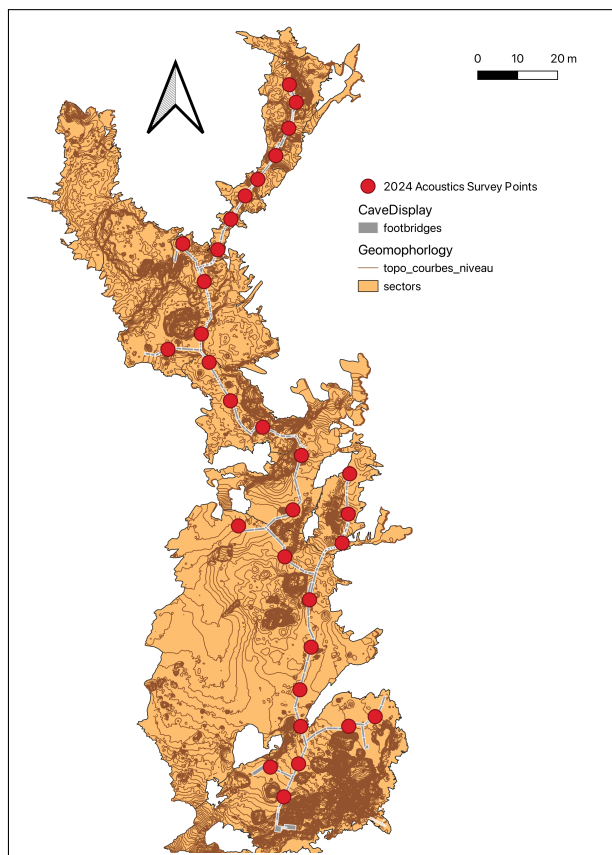 0 10 20 m
2024 Acoustics Survey Points
CaveDisplay
footbridges
Geomophorlogy
topo_courbes_niveau
sectors